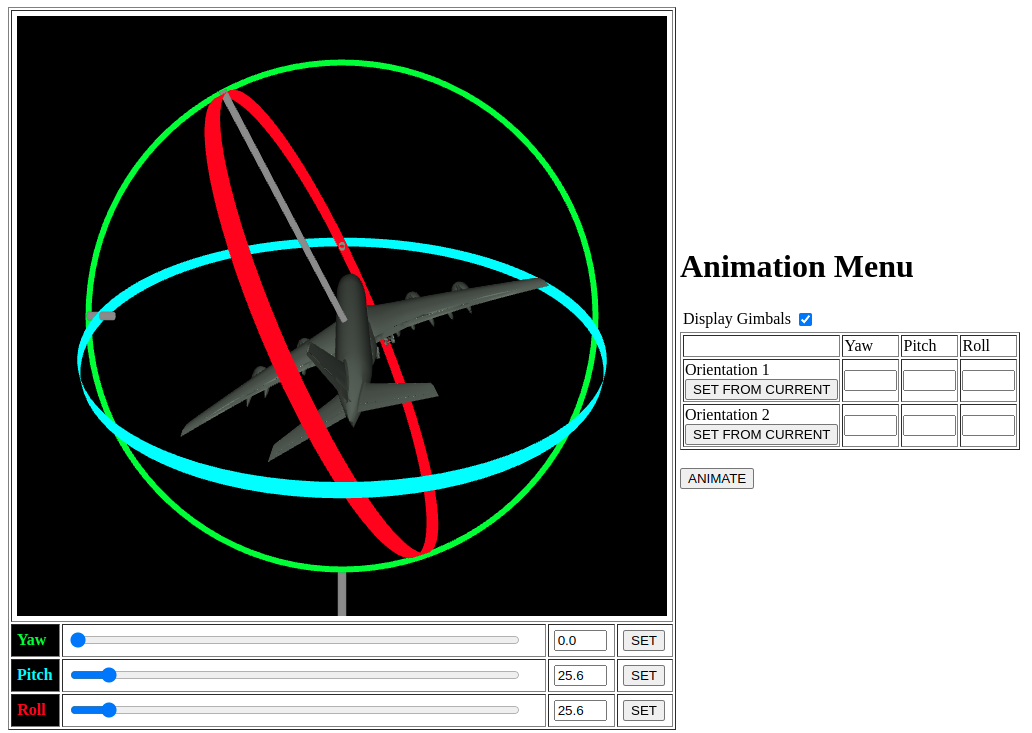 Animation Menu
Display Gimbals
Yaw Pitch Roll
Orientation 1
SET FROM CURRENT
Orientation 2
SET FROM CURRENT
ANIMATE
Yaw 0.0 SET
Pitch 25.6 SET
Roll 25.6 SET